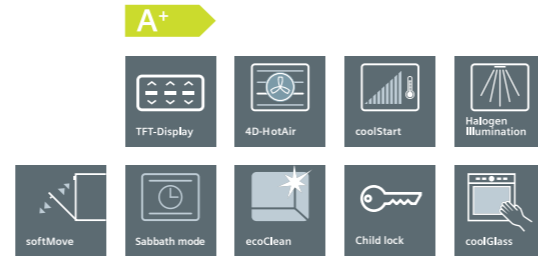 A+
TFT-Display
4D-HotAir
coolStart
Halogen
Illumination
softMove
Sabbath mode
ecoClean
Child lock
coolGlass